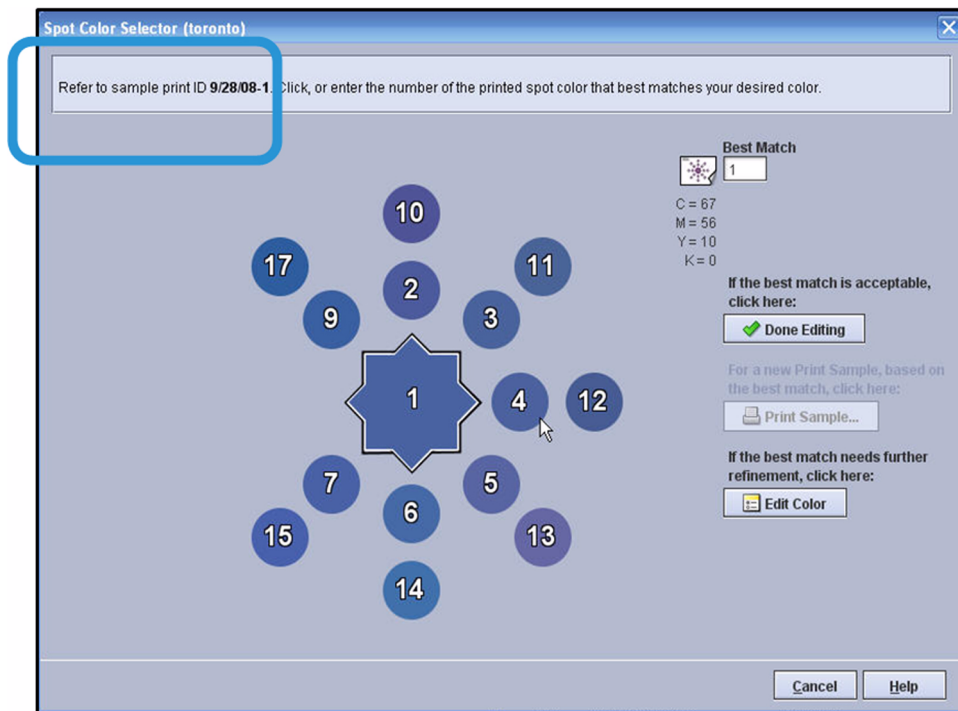 Spot Color Selector (toronto)
Refer to sample print ID 9/28/08-1. Click, or enter the number of the printed spot color that best matches your desired color.
Best Match
1
C = 67
M = 56
Y = 10
K = 0
10
17
11
2
9
3
1
4
12
7
5
6
15
13
14
If the best match is acceptable,
click here:
Done Editing
For a new Print Sample, based on
the best match, click here:
Print Sample...
If the best match needs further
refinement, click here:
Edit Color
Cancel
Help